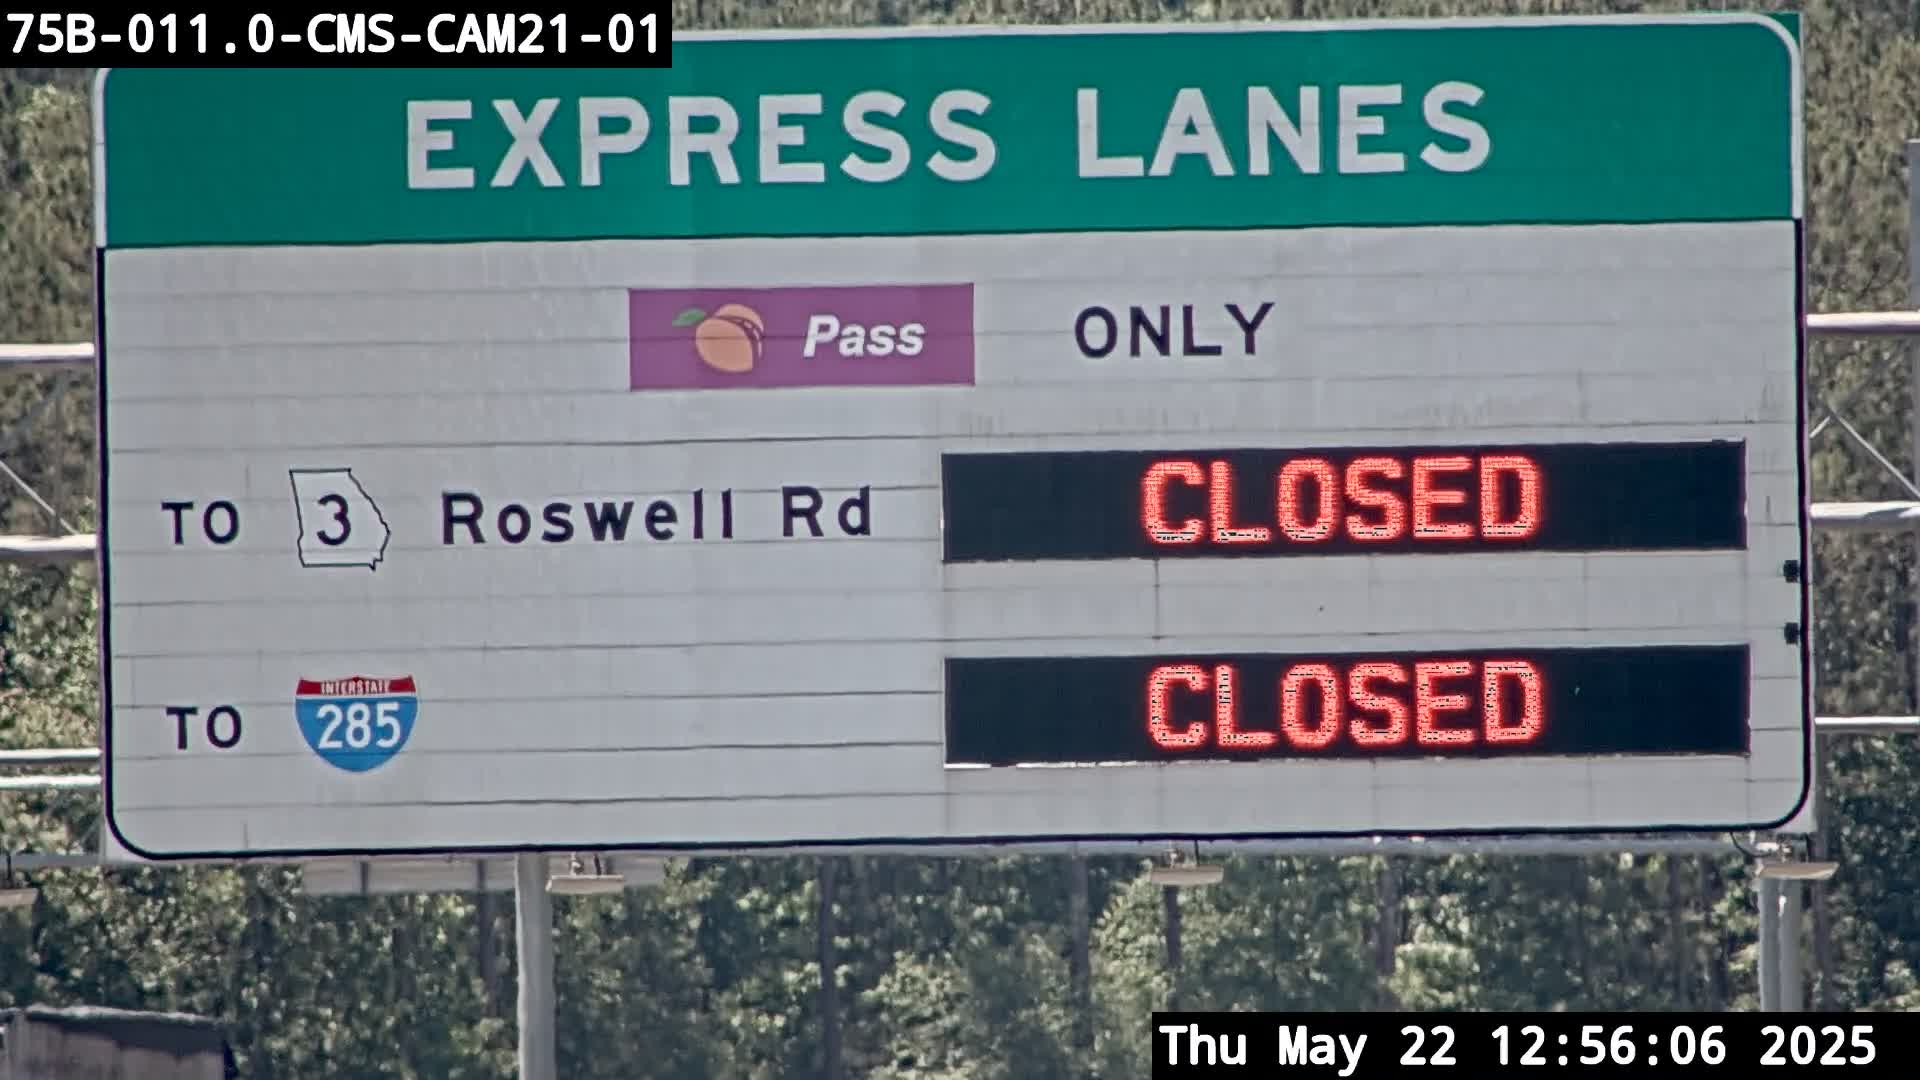 75B-011.0-CMS-CAM21-01
EXPRESS LANES
Pass ONLY
TO 3 Roswell Rd CLOSED
TO INTERSTATE 285 CLOSED
Thu May 22 12:56:06 2025